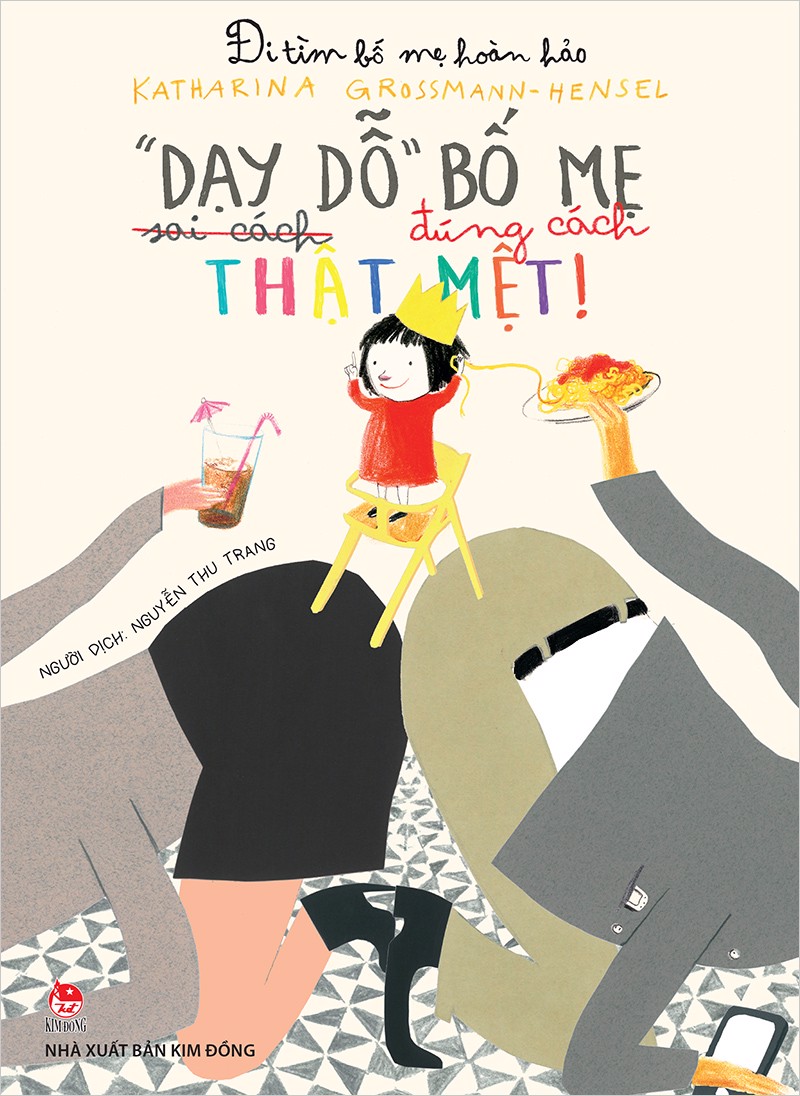 Đi tìm bố mẹ hoàn hảo
KATHARINA GROSSMANN-HENSEL
"DẠY DỖ" BỐ MẸ
sai cách đúng cách
THẬT MỆT!
NGƯỜI DỊCH: NGUYỄN THU TRANG
KIM ĐỒNG
NHÀ XUẤT BẢN KIM ĐỒNG